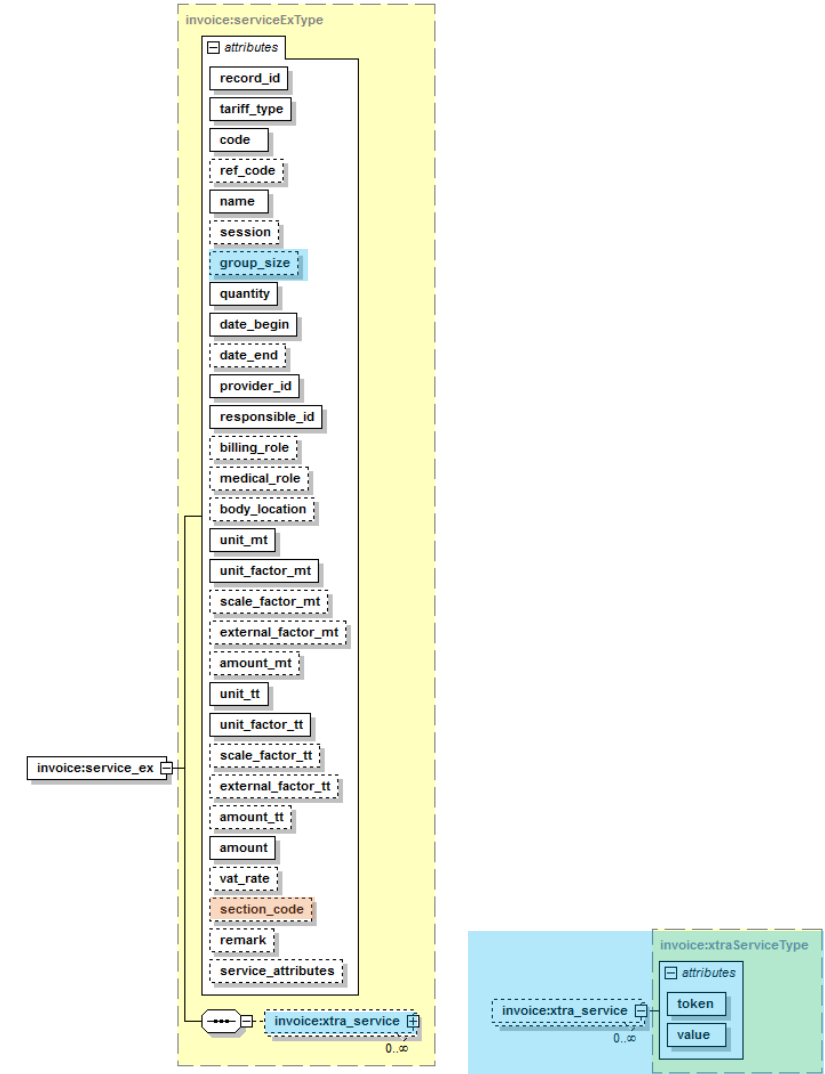 invoice:serviceExType
attributes
record_id
tariff_type
code
ref_code
name
session
group_size
quantity
date_begin
date_end
provider_id
responsible_id
billing_role
medical_role
body_location
unit_mt
unit_factor_mt
scale_factor_mt
external_factor_mt
amount_mt
unit_tt
unit_factor_tt
scale_factor_tt
invoice:service_ex
external_factor_tt
amount_tt
amount
vat_rate
section_code
remark
service_attributes
invoice:xtra_service
0..∞
invoice:xtraServiceType
attributes
token
invoice:xtra_service
value
0..∞